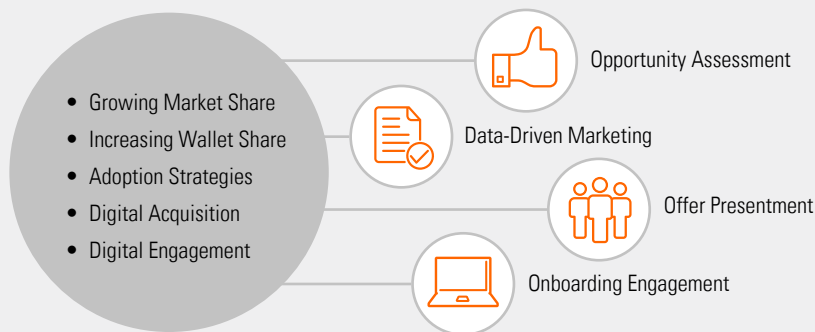 • Growing Market Share
• Increasing Wallet Share
• Adoption Strategies
• Digital Acquisition
• Digital Engagement
Opportunity Assessment
Data-Driven Marketing
Offer Presentment
Onboarding Engagement